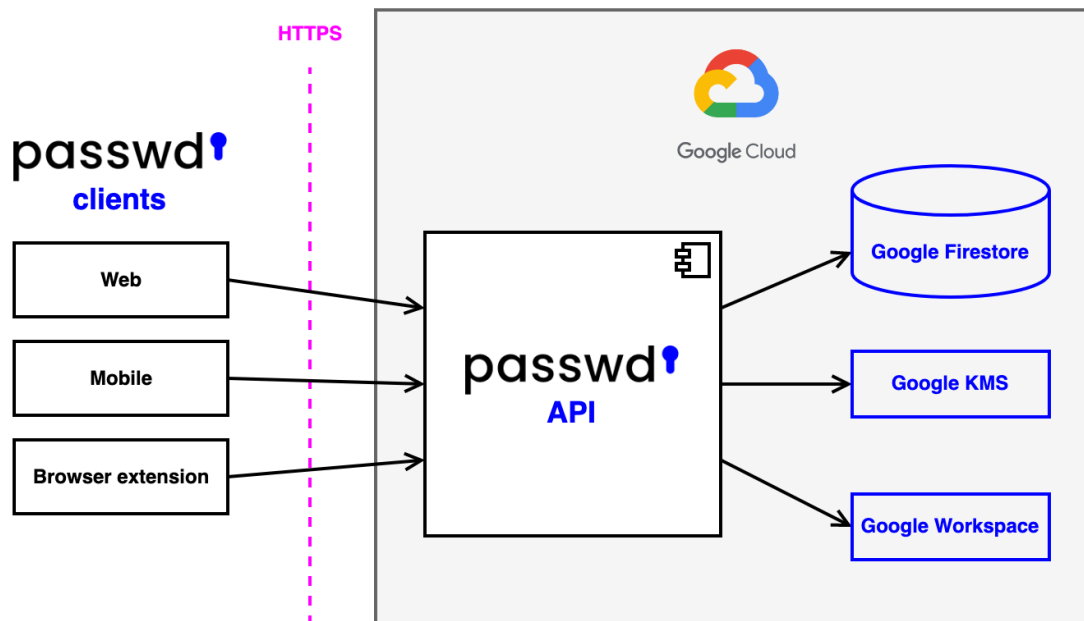 HTTPS
Google Cloud
passwd
clients
Web
Mobile
Browser extension
passwd
API
Google Firestore
Google KMS
Google Workspace